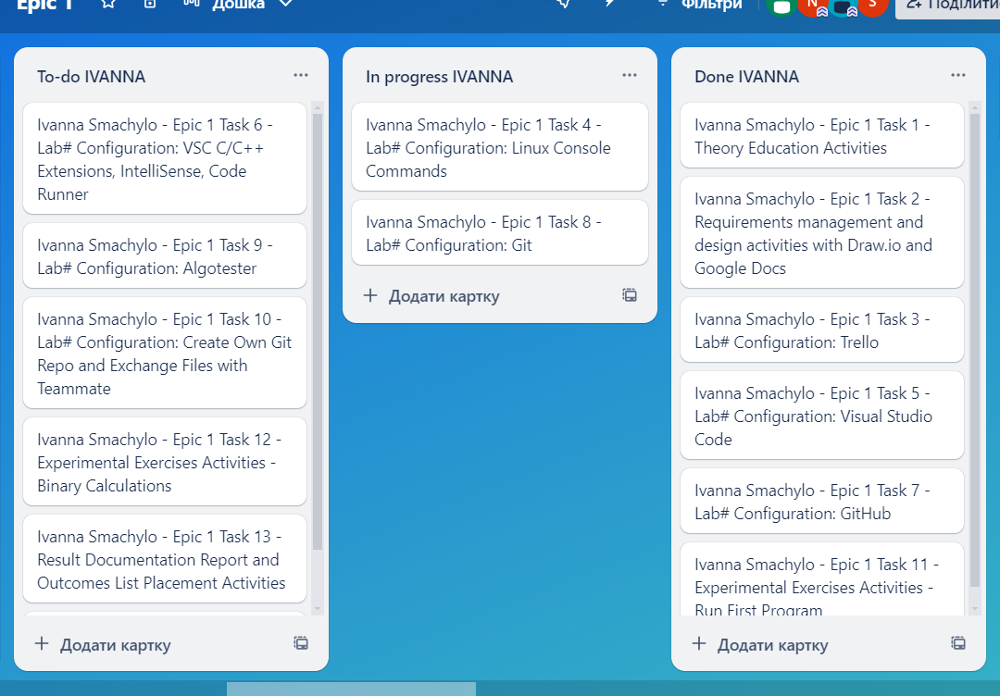 Epic 1
Дошка
Фільтри
N
S
Поділити
To-do IVANNA
Ivanna Smachylo - Epic 1 Task 6 -
Lab# Configuration: VSC C/C++
Extensions, IntelliSense, Code
Runner
Ivanna Smachylo - Epic 1 Task 9 -
Lab# Configuration: Algotester
Ivanna Smachylo - Epic 1 Task 10 -
Lab# Configuration: Create Own Git
Repo and Exchange Files with
Teammate
Ivanna Smachylo - Epic 1 Task 12 -
Experimental Exercises Activities -
Binary Calculations
Ivanna Smachylo - Epic 1 Task 13 -
Result Documentation Report and
Outcomes List Placement Activities
Додати картку
In progress IVANNA
Ivanna Smachylo - Epic 1 Task 4 -
Lab# Configuration: Linux Console
Commands
Ivanna Smachylo - Epic 1 Task 8 -
Lab# Configuration: Git
Додати картку
Done IVANNA
Ivanna Smachylo - Epic 1 Task 1 -
Theory Education Activities
Ivanna Smachylo - Epic 1 Task 2 -
Requirements management and
design activities with Draw.io and
Google Docs
Ivanna Smachylo - Epic 1 Task 3 -
Lab# Configuration: Trello
Ivanna Smachylo - Epic 1 Task 5 -
Lab# Configuration: Visual Studio
Code
Ivanna Smachylo - Epic 1 Task 7 -
Lab# Configuration: GitHub
Ivanna Smachylo - Epic 1 Task 11 -
Experimental Exercises Activities -
Run First Program
Додати картку